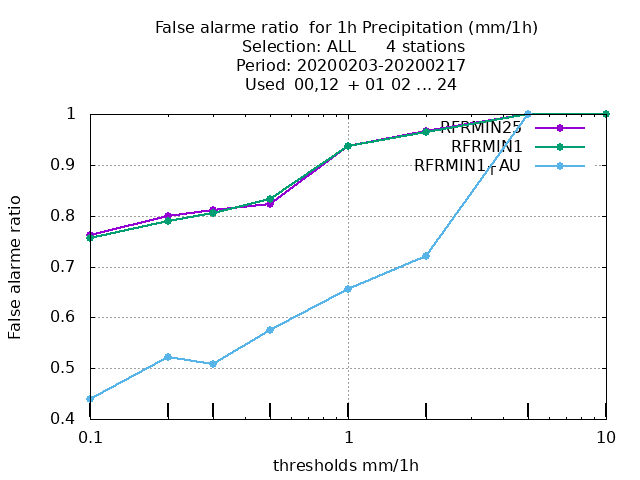 False alarme ratio  for 1h Precipitation (mm/1h)
Selection: ALL      4 stations
Period: 20200203-20200217
Used  00,12  + 01 02 ... 24
RFRMIN25
RFRMIN1
RFRMIN1┌AU
1
0.9
0.8
0.7
0.6
0.5
0.4
False alarme ratio
0.1
1
10
thresholds mm/1h